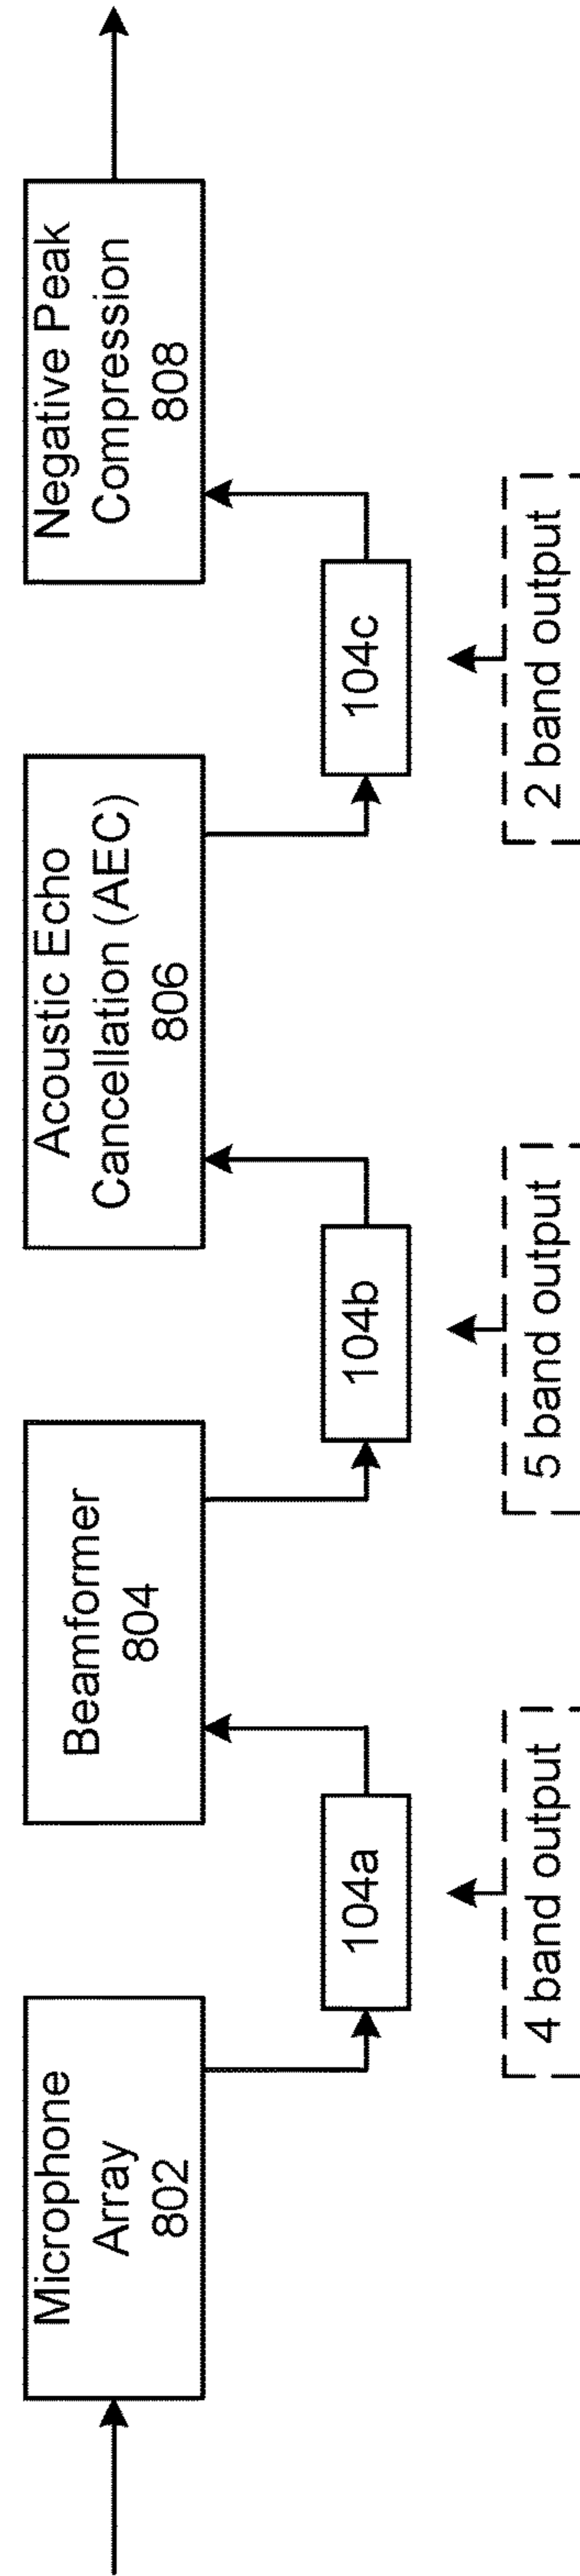 Microphone
Array
802
Beamformer
804
Acoustic Echo
Cancellation (AEC)
806
Negative Peak
Compression
808
104a
104b
104c
4 band output
5 band output
2 band output